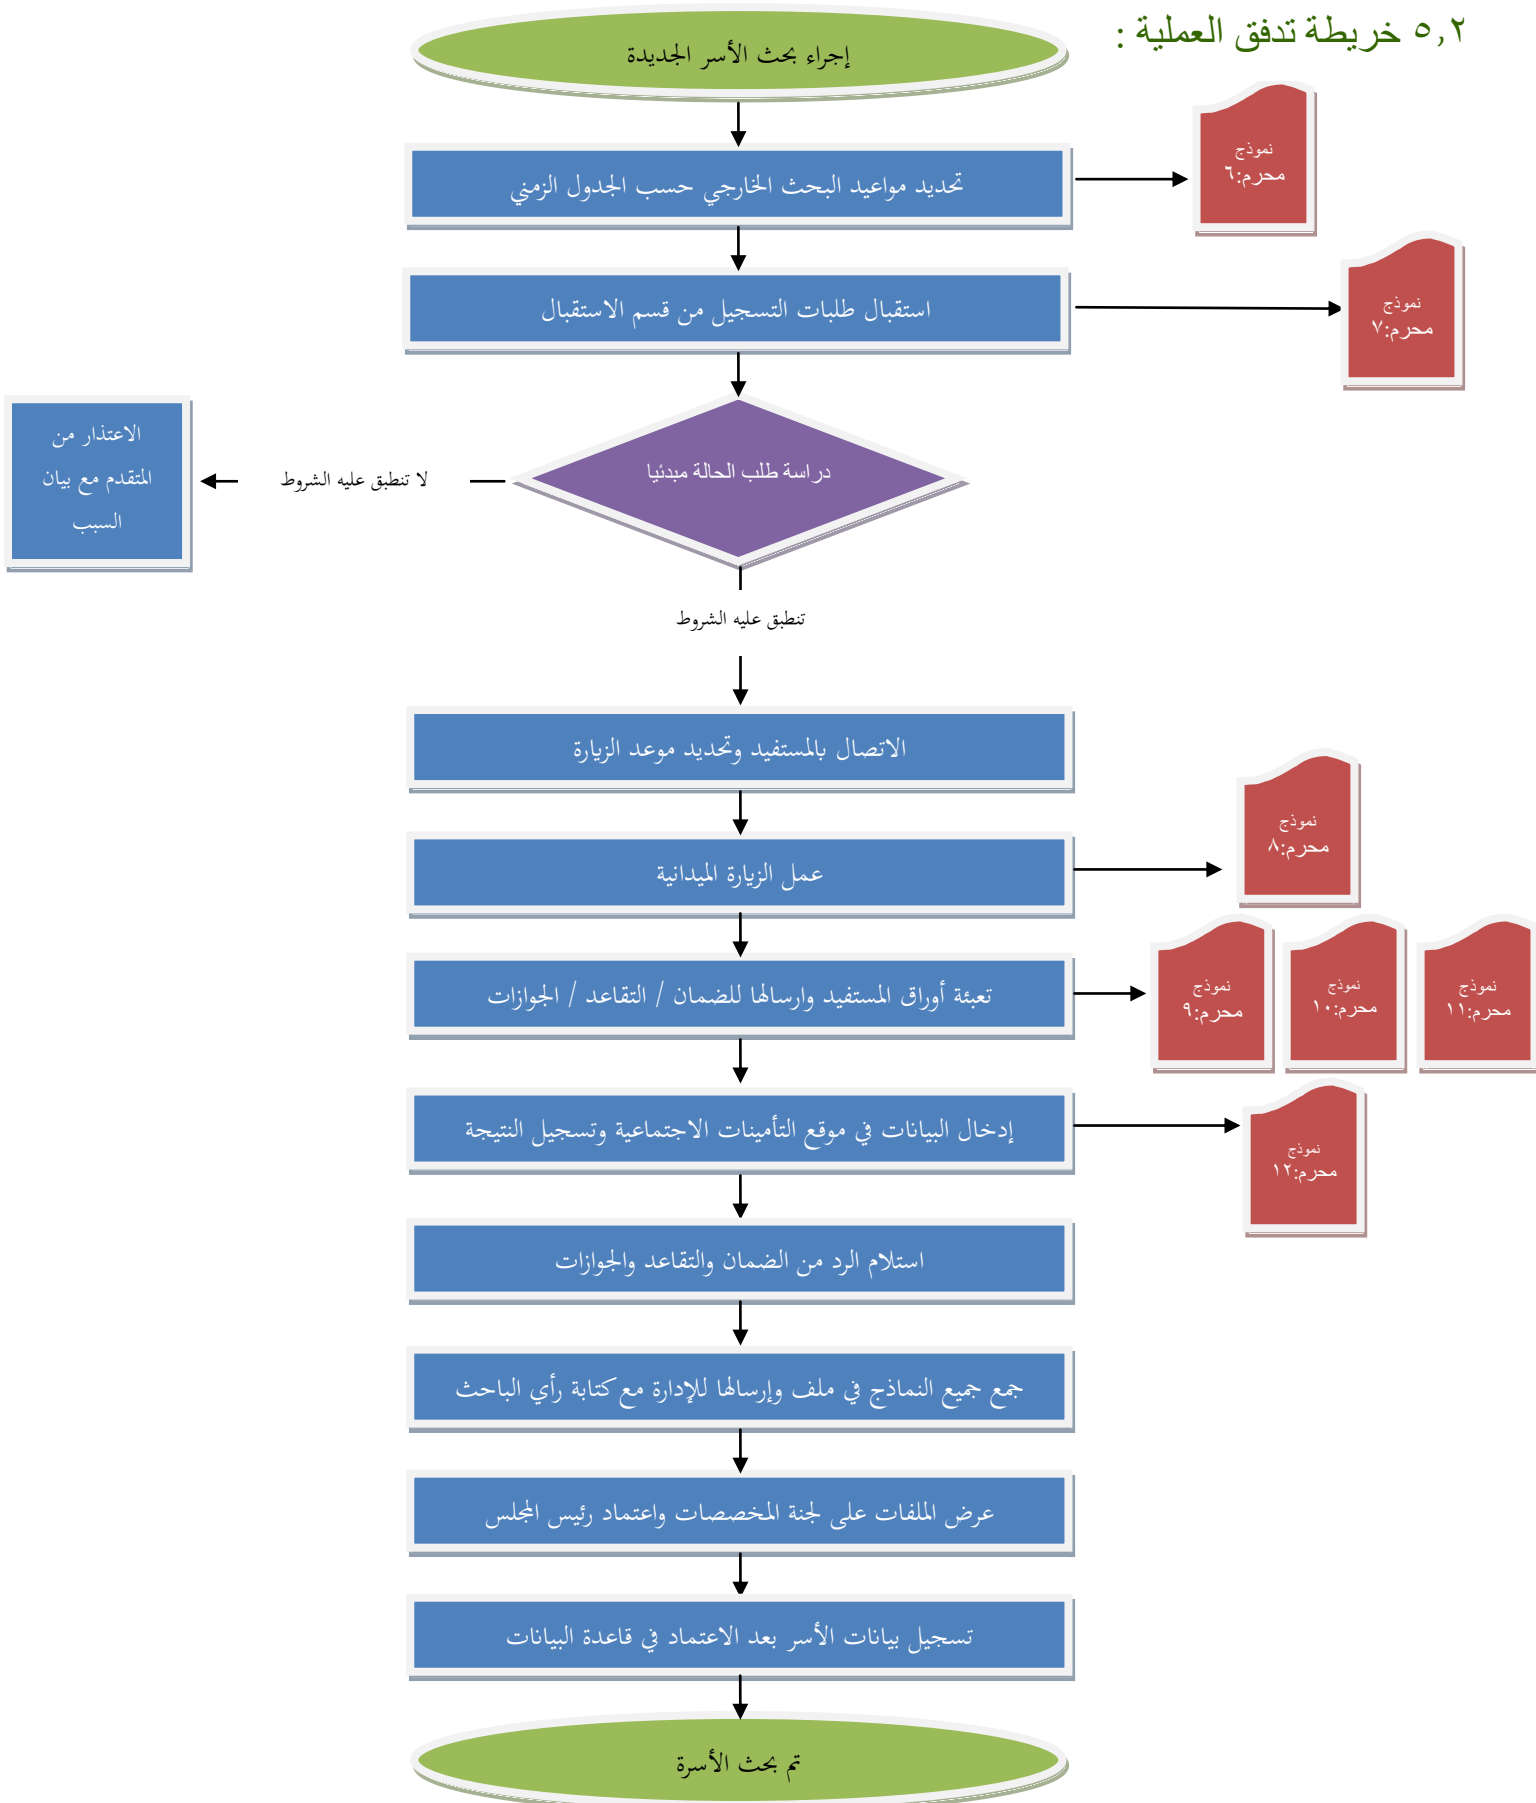 ٥,٢ خريطة تدفق العملية :
إجراء بحث الأسر الجديدة
تحديد مواعيد البحث الخارجي حسب الجدول الزمني
نموذج
محرم:٦
استقبال طلبات التسجيل من قسم الاستقبال
نموذج
محرم:٧
دراسة طلب الحالة مبدئيا
لا تنطبق عليه الشروط
الاعتذار من
المتقدم مع بيان
السبب
تنطبق عليه الشروط
الاتصال بالمستفيد وتحديد موعد الزيارة
عمل الزيارة الميدانية
نموذج
محرم:٨
تعبئة أوراق المستفيد وارسالها للضمان / التقاعد / الجوازات
نموذج
محرم:٩
نموذج
محرم:١٠
نموذج
محرم:١١
إدخال البيانات في موقع التأمينات الاجتماعية وتسجيل النتيجة
نموذج
محرم:١٢
استلام الرد من الضمان والتقاعد والجوازات
جمع جميع النماذج في ملف وإرسالها للإدارة مع كتابة رأي الباحث
عرض الملفات على لجنة المخصصات واعتماد رئيس المجلس
تسجيل بيانات الأسر بعد الاعتماد في قاعدة البيانات
تم بحث الأسرة